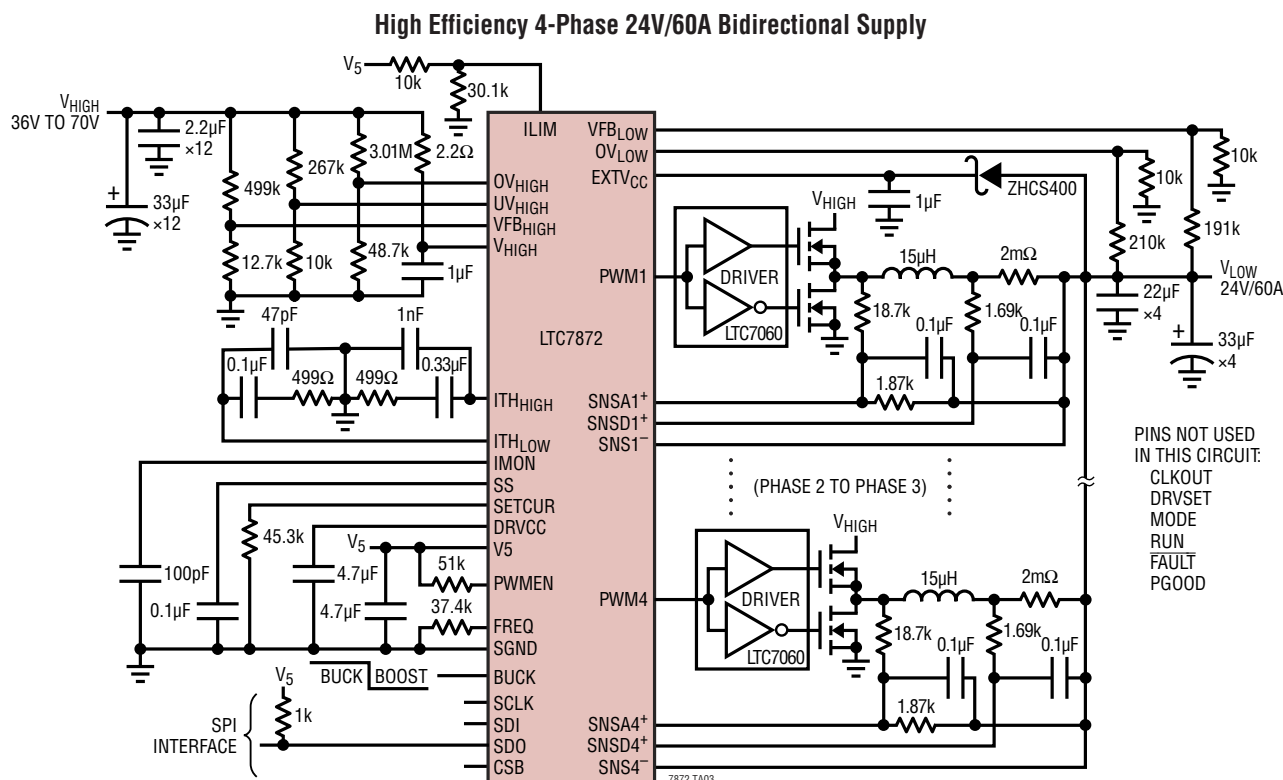 High Efficiency 4-Phase 24V/60A Bidirectional Supply
V5
10k
30.1k
VHIGH
36V TO 70V
2.2µF
×12
33µF
×12
499k
267k
3.01M
2.2Ω
12.7k
10k
48.7k
1µF
OVHIGH
UVHIGH
VFBHIGH
VHIGH
ILIM
VFBLOW
OVLOW
EXTVCC
ZHCS400
1µF
10k
10k
210k
191k
VLOW
24V/60A
22µF
×4
33µF
×4
PWM1
DRIVER
LTC7060
VHIGH
15µH
2mΩ
18.7k
0.1µF
1.69k
0.1µF
1.87k
SNSA1+
SNSD1+
SNS1−
LTC7872
47pF
1nF
0.1µF
499Ω
499Ω
0.33µF
ITHHIGH
ITHLOW
IMON
SS
SETCUR
DRVCC
V5
V5
PWMEN
FREQ
SGND
BUCK
SCLK
SDI
SDO
CSB
100pF
0.1µF
45.3k
4.7µF
4.7µF
51k
37.4k
BUCK
BOOST
V5
1k
SPI
INTERFACE
(PHASE 2 TO PHASE 3)
PWM4
DRIVER
LTC7060
VHIGH
15µH
2mΩ
18.7k
0.1µF
1.69k
0.1µF
1.87k
SNSA4+
SNSD4+
SNS4−
PINS NOT USED
IN THIS CIRCUIT:
CLKOUT
DRVSET
MODE
RUN
FAULT
PGOOD
7872 TA03